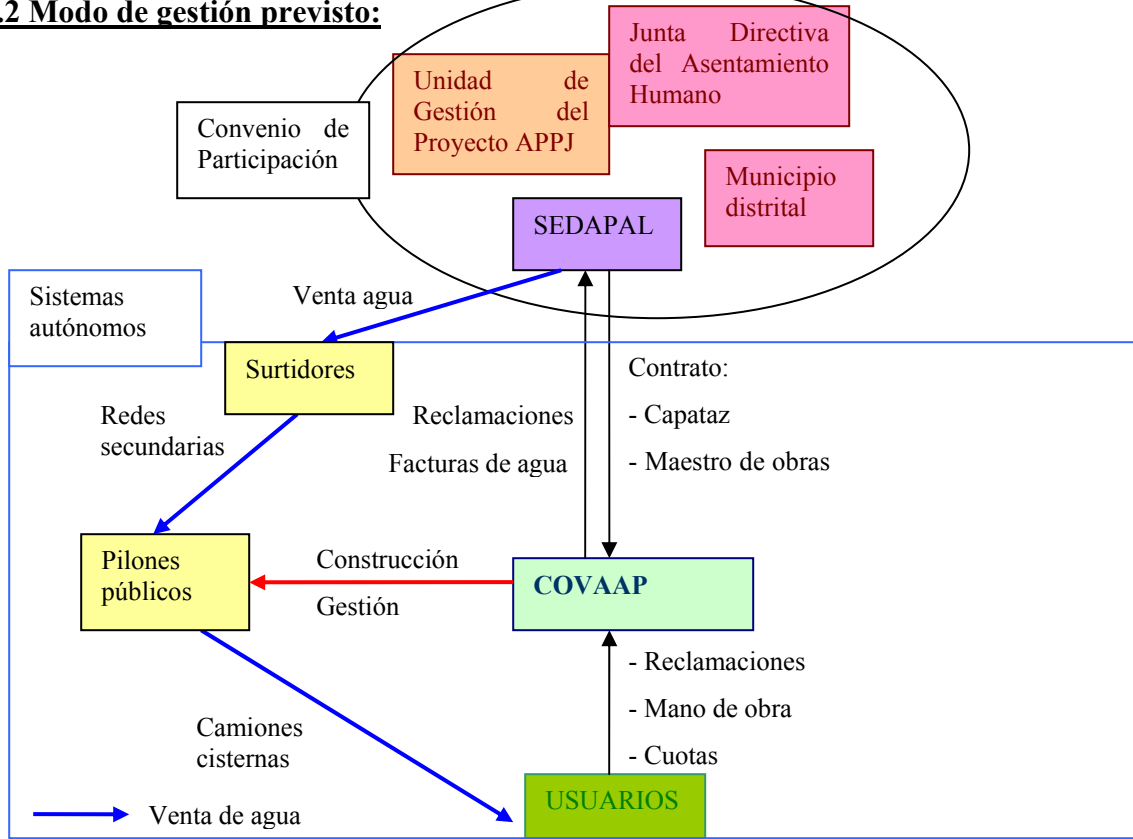 .2 Modo de gestión previsto:
Junta Directiva
del Asentamiento
Humano
Unidad de
Gestión del
Proyecto APPJ
Convenio de
Participación
Municipio
distrital
SEDAPAL
Sistemas
autónomos
Venta agua
Surtidores
Contrato:
- Capataz
- Maestro de obras
Redes
secundarias
Reclamaciones
Facturas de agua
Pilones
públicos
Construcción
Gestión
COVAAP
- Reclamaciones
- Mano de obra
- Cuotas
Camiones
cisternas
USUARIOS
Venta de agua